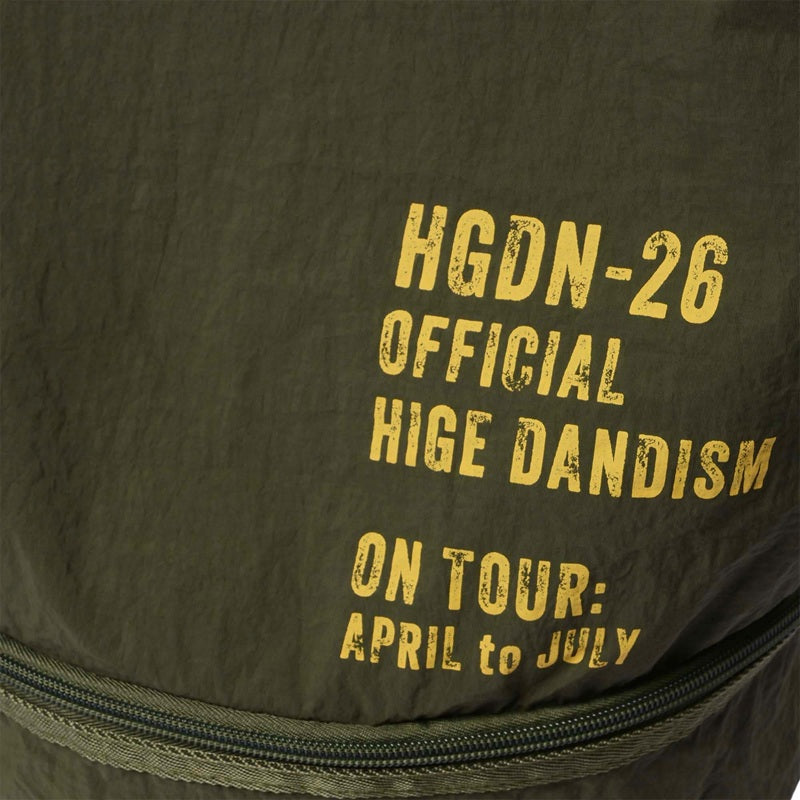 HGDN-26
OFFICIAL
HIGE DANDISM
ON TOUR:
APRIL to JULY